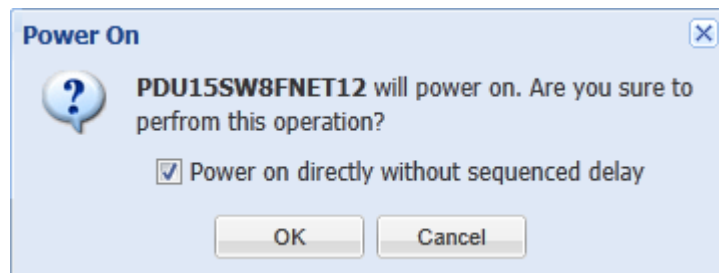 Power On
PDU15SW8FNET12 will power on. Are you sure to
perfrom this operation?
Power on directly without sequenced delay
OK Cancel